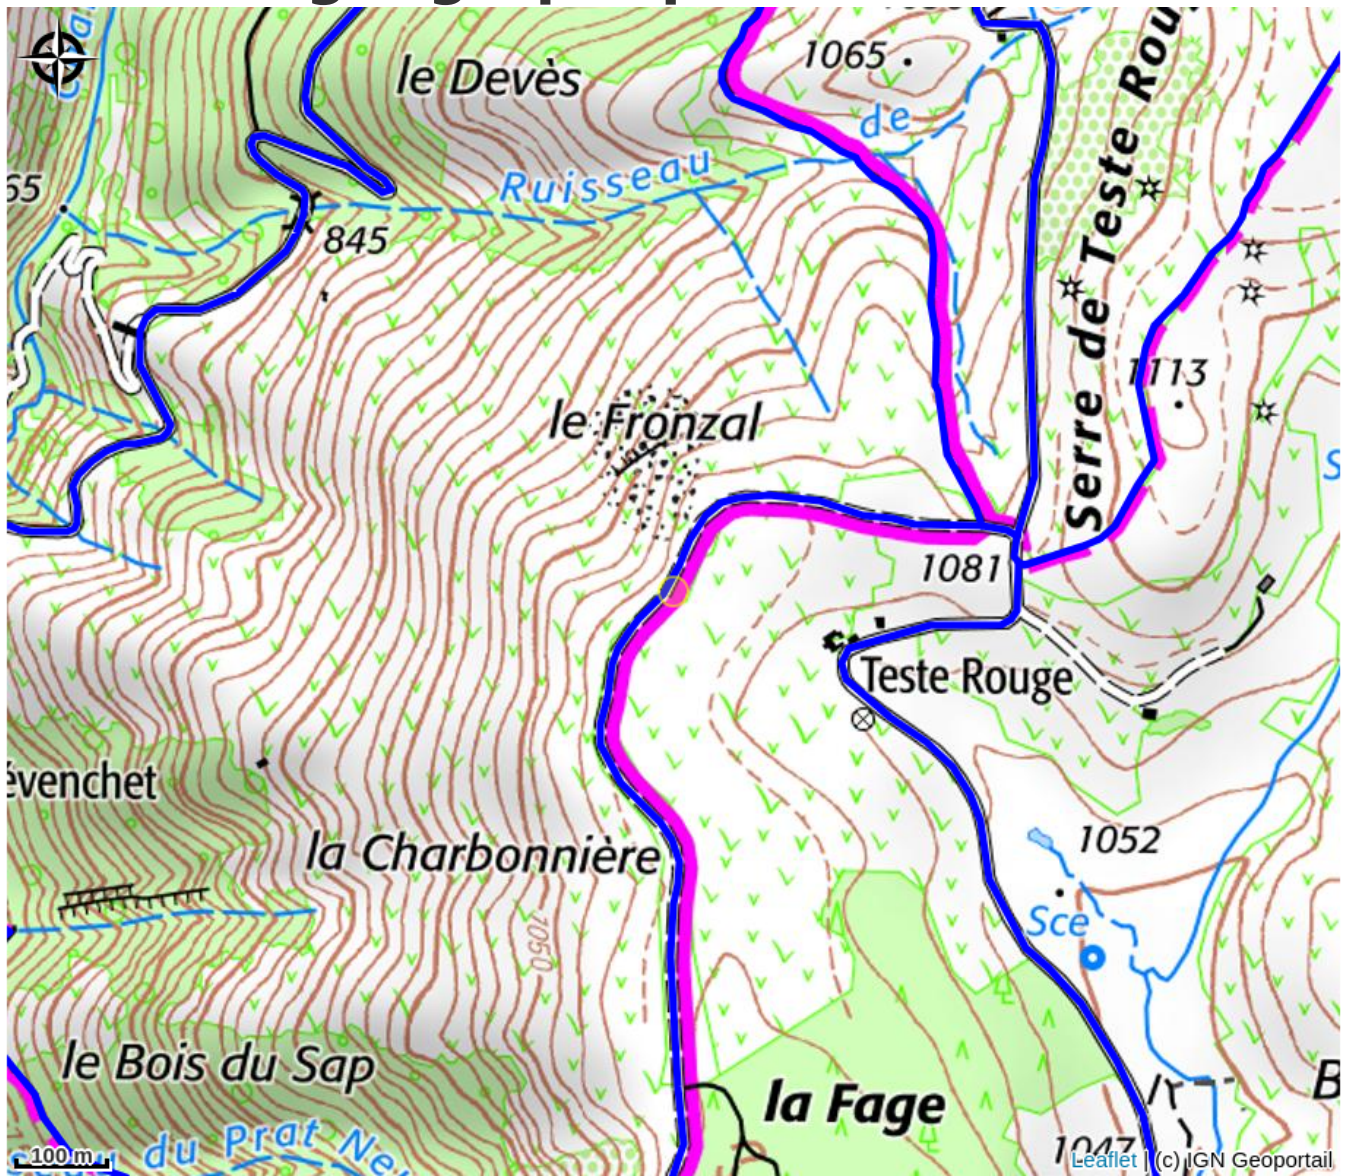 le Devès
1065
de
Ruisseau
65
845
Serre de Teste Rou
1113
le Fronzal
S
1081
Teste Rouge
évenchet
la Charbonnière
1052
Sce
1050
le Bois du Sap
la Fage
B
du Prat Ne
1047
100 m
Leaflet | (c) IGN Geoportail